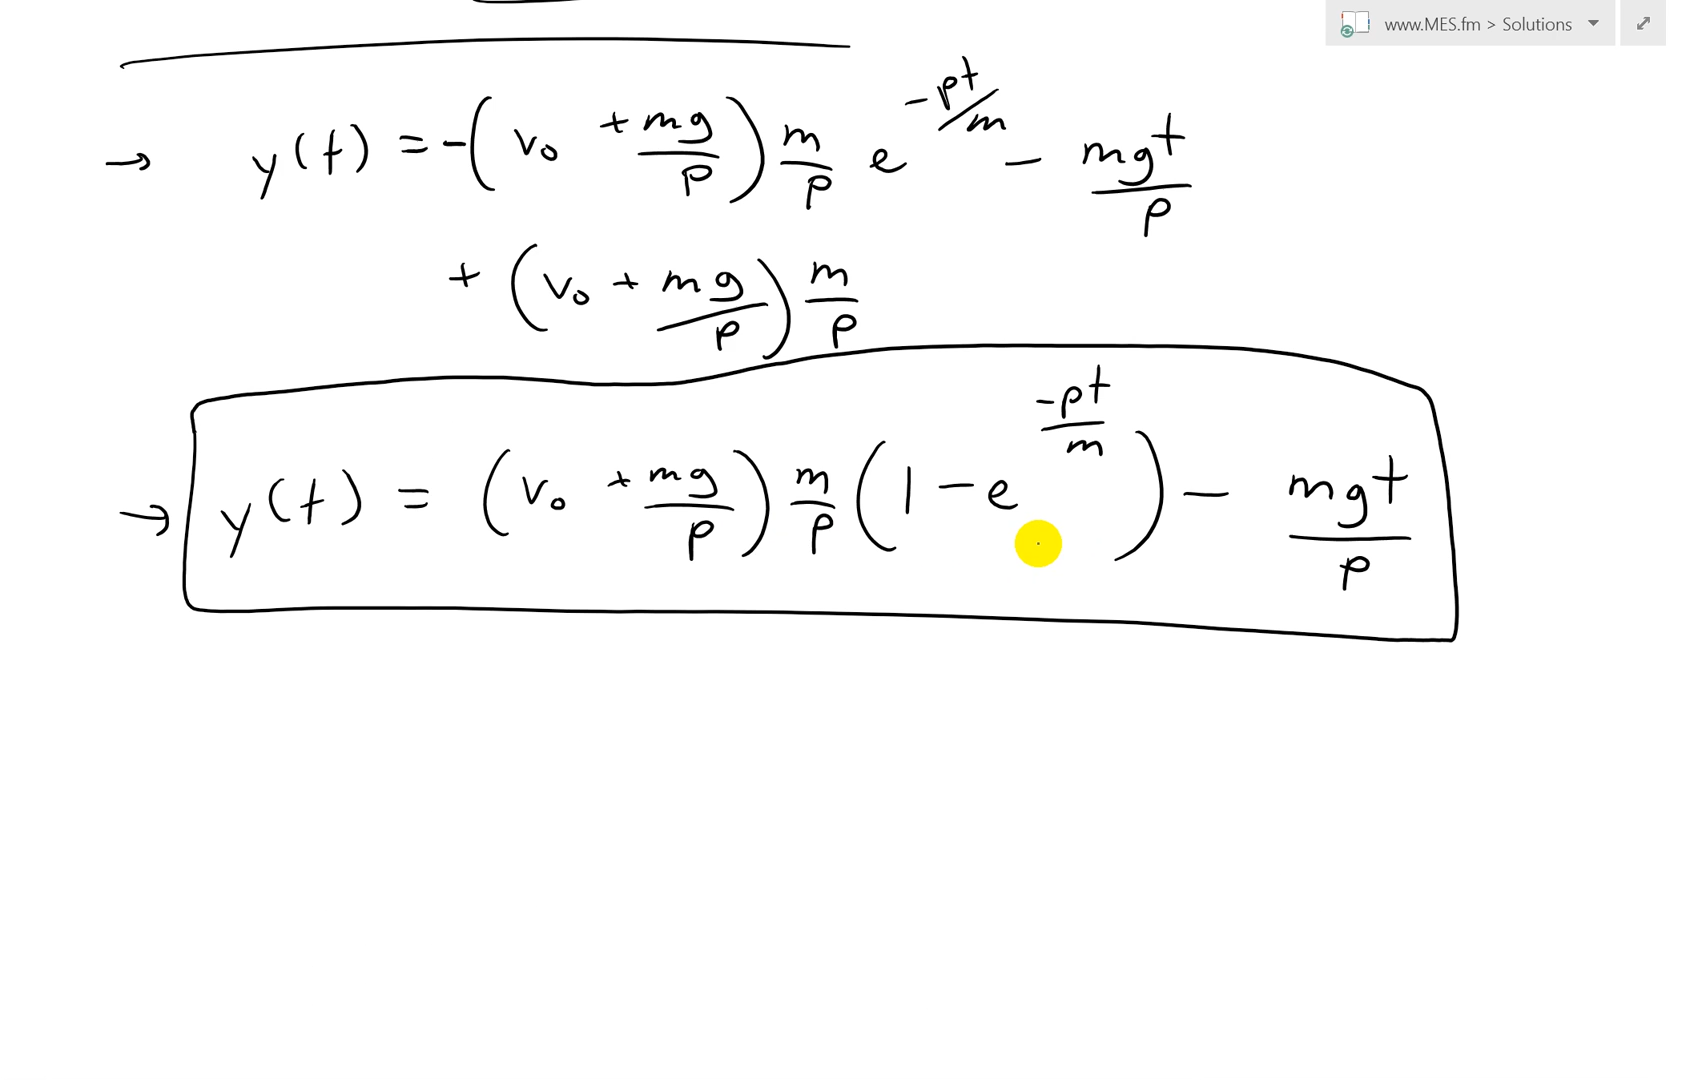 www.MES.fm > Solutions
→ y(t) = -(v₀ + mg/p) m/p e^(-pt/m) - mgt/p
+ (v₀ + mg/p) m/p
→ y(t) = (v₀ + mg/p) m/p (1 - e^(-pt/m)) - mgt/p